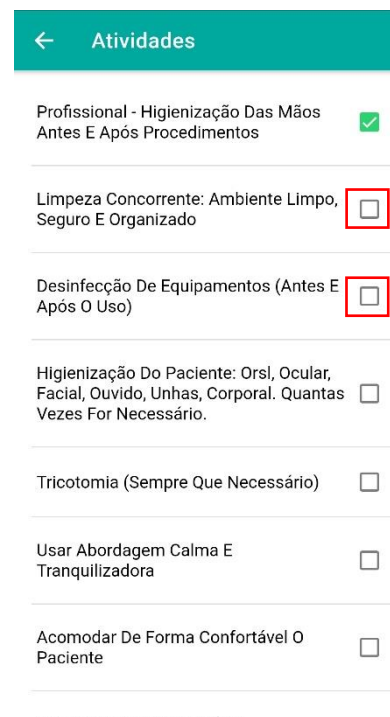 Atividades
Profissional - Higienização Das Mãos
Antes E Após Procedimentos
Limpeza Concorrente: Ambiente Limpo,
Seguro E Organizado
Desinfecção De Equipamentos (Antes E
Após O Uso)
Higienização Do Paciente: Orsl, Ocular,
Facial, Ouvido, Unhas, Corporal. Quantas
Vezes For Necessário.
Tricotomia (Sempre Que Necessário)
Usar Abordagem Calma E
Tranquilizadora
Acomodar De Forma Confortável O
Paciente